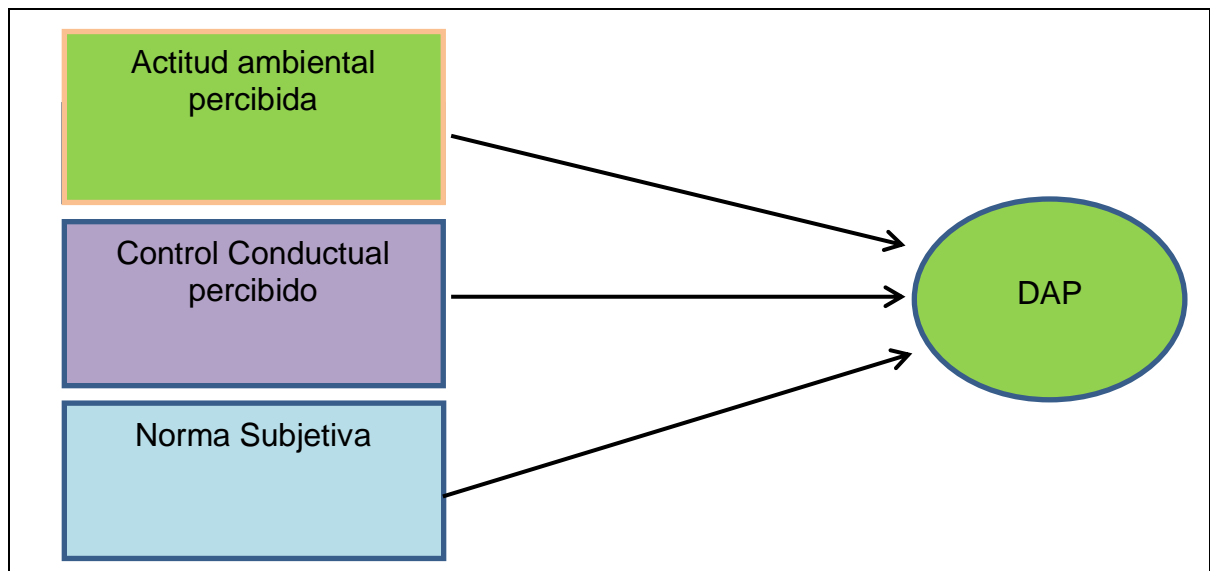 Actitud ambiental
percibida
Control Conductual
percibido
DAP
Norma Subjetiva